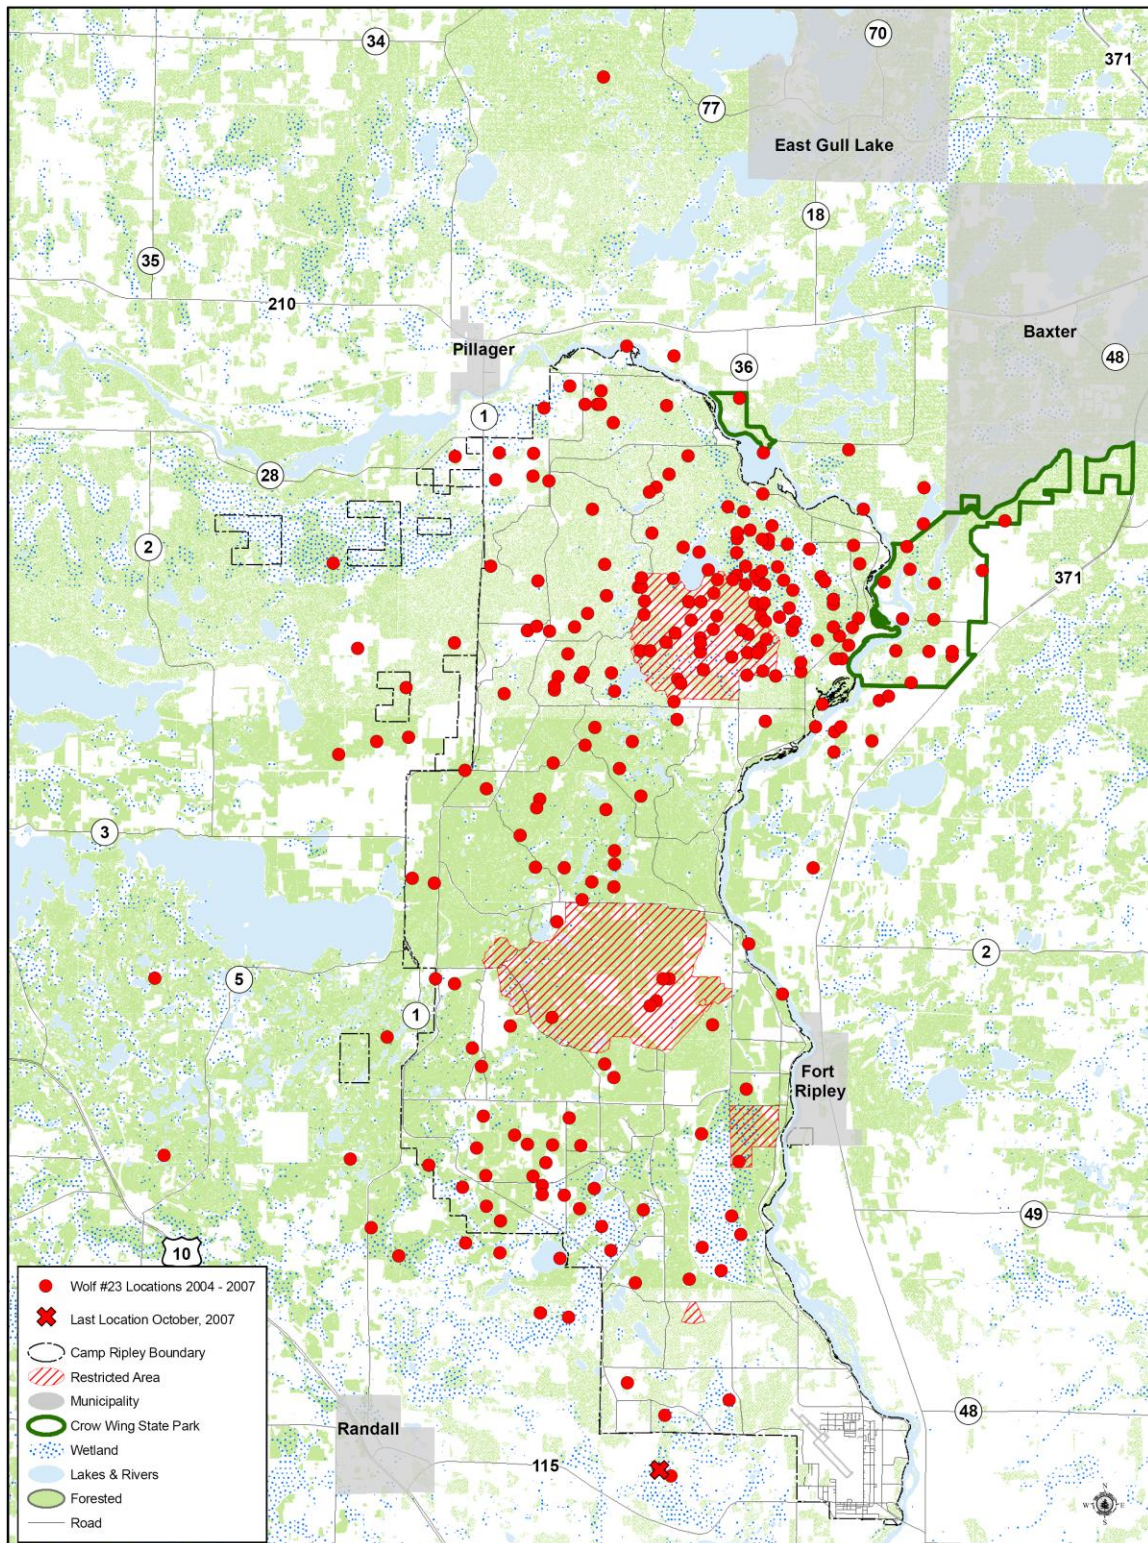 34
70
371
77
East Gull Lake
18
35
210
Pillager
Baxter
48
36
1
28
2
371
3
5
2
1
Fort
Ripley
49
10
Wolf #23 Locations 2004 - 2007
Last Location October, 2007
Camp Ripley Boundary
Restricted Area
Municipality
Crow Wing State Park
Wetland
Lakes & Rivers
Forested
Road
Randall
115
48
N
W
E
S